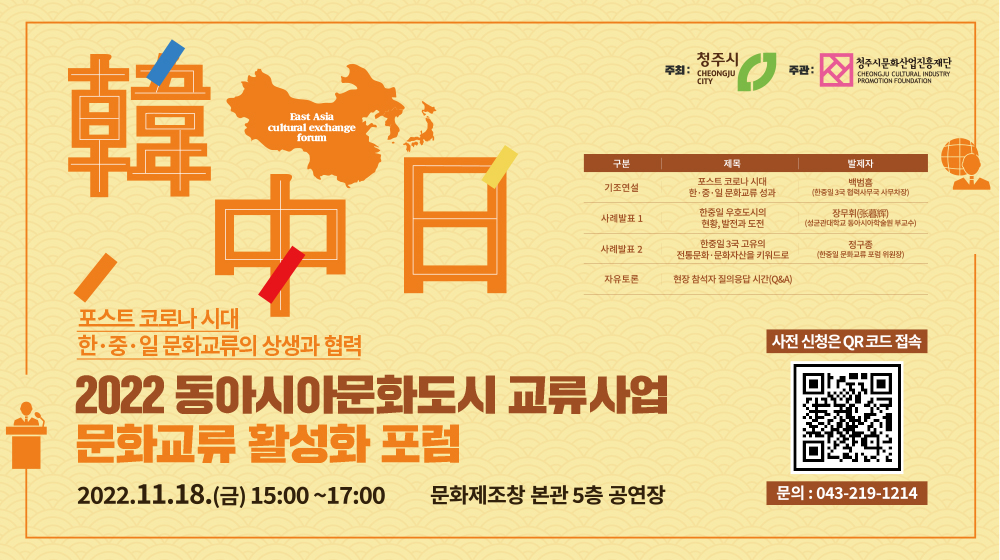 韓
中
日
East Asia
cultural exchange
forum
주최 :
청주시
CHEONGJU
CITY
주관 :
청주시문화산업진흥재단
CHEONGJU CULTURAL INDUSTRY
PROMOTION FOUNDATION
구분 제목 발제자
기조연설 포스트 코로나 시대 백범흠
한·중·일 문화교류 성과 (한중일 3국 협력사무국 사무차장)
사례발표 1 한중일 우호도시의 장무휘(张暮辉)
현황, 발전과 도전 (성균관대학교 동아시아학술원 부교수)
사례발표 2 한중일 3국 고유의 정구종
전통문화·문화자산을 키워드로 (한중일 문화교류 포럼 위원장)
자유토론 현장 참석자 질의응답 시간(Q&A)
포스트 코로나 시대
한·중·일 문화교류의 상생과 협력
2022 동아시아문화도시 교류사업
문화교류 활성화 포럼
2022.11.18.(금) 15:00 ~17:00 문화제조창 본관 5층 공연장
사전 신청은 QR 코드 접속
문의 : 043-219-1214